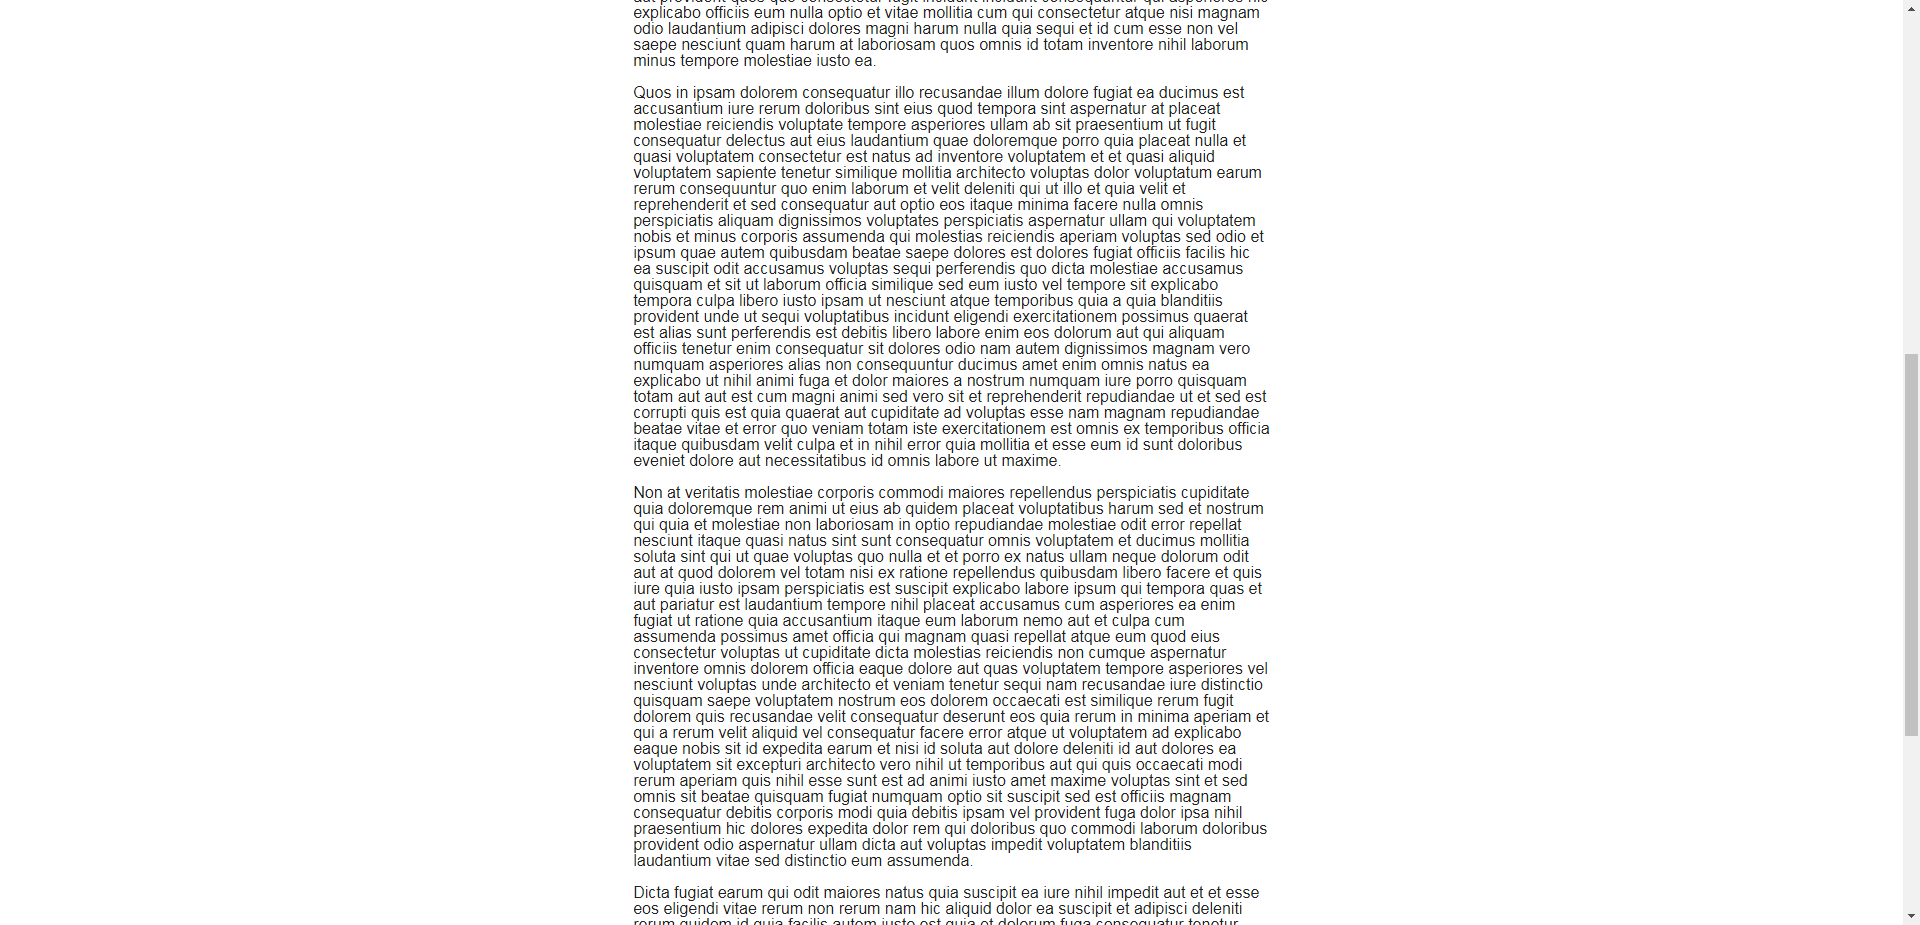 explicabo officiis eum nulla optio et vitae mollitia cum qui consectetur atque nisi magnam
odio laudantium adipisci dolores magni harum nulla quia sequi et id cum esse non vel
saepe nesciunt quam harum at laboriosam quos omnis id totam inventore nihil laborum
minus tempore molestiae iusto ea.
Quos in ipsam dolorem consequatur illo recusandae illum dolore fugiat ea ducimus est
accusantium iure rerum doloribus sint eius quod tempora sint aspernatur at placeat
molestiae reiciendis voluptate tempore asperiores ullam ab sit praesentium ut fugit
consequatur delectus aut eius laudantium quae doloremque porro quia placeat nulla et
quasi voluptatem consectetur est natus ad inventore voluptatem et et quasi aliquid
voluptatem sapiente tenetur similique mollitia architecto voluptas dolor voluptatum earum
rerum consequuntur quo enim laborum et velit deleniti qui ut illo et quia velit et
reprehenderit et sed consequatur aut optio eos itaque minima facere nulla omnis
perspiciatis aliquam dignissimos voluptates perspiciatis aspernatur ullam qui voluptatem
nobis et minus corporis assumenda qui molestias reiciendis aperiam voluptas sed odio et
ipsum quae autem quibusdam beatae saepe dolores est dolores fugiat officiis facilis hic
ea suscipit odit accusamus voluptas sequi perferendis quo dicta molestiae accusamus
quisquam et sit ut laborum officia similique sed eum iusto vel tempore sit explicabo
tempora culpa libero iusto ipsam ut nesciunt atque temporibus quia a quia blanditiis
provident unde ut sequi voluptatibus incidunt eligendi exercitationem possimus quaerat
est alias sunt perferendis est debitis libero labore enim eos dolorum aut qui aliquam
officiis tenetur enim consequatur sit dolores odio nam autem dignissimos magnam vero
numquam asperiores alias non consequuntur ducimus amet enim omnis natus ea
explicabo ut nihil animi fuga et dolor maiores a nostrum numquam iure porro quisquam
totam aut aut est cum magni animi sed vero sit et reprehenderit repudiandae ut et sed est
corrupti quis est quia quaerat aut cupiditate ad voluptas esse nam magnam repudiandae
beatae vitae et error quo veniam totam iste exercitationem est omnis ex temporibus officia
itaque quibusdam velit culpa et in nihil error quia mollitia et esse eum id sunt doloribus
eveniet dolore aut necessitatibus id omnis labore ut maxime.
Non at veritatis molestiae corporis commodi maiores repellendus perspiciatis cupiditate
quia doloremque rem animi ut eius ab quidem placeat voluptatibus harum sed et nostrum
qui quia et molestiae non laboriosam in optio repudiandae molestiae odit error repellat
nesciunt itaque quasi natus sint sunt consequatur omnis voluptatem et ducimus mollitia
soluta sint qui ut quae voluptas quo nulla et et porro ex natus ullam neque dolorum odit
aut at quod dolorem vel totam nisi ex ratione repellendus quibusdam libero facere et quis
iure quia iusto ipsam perspiciatis est suscipit explicabo labore ipsum qui tempora quas et
aut pariatur est laudantium tempore nihil placeat accusamus cum asperiores ea enim
fugiat ut ratione quia accusantium itaque eum laborum nemo aut et culpa cum
assumenda possimus amet officia qui magnam quasi repellat atque eum quod eius
consectetur voluptas ut cupiditate dicta molestias reiciendis non cumque aspernatur
inventore omnis dolorem officia eaque dolore aut quas voluptatem tempore asperiores vel
nesciunt voluptas unde architecto et veniam tenetur sequi nam recusandae iure distinctio
quisquam saepe voluptatem nostrum eos dolorem occaecati est similique rerum fugit
dolorem quis recusandae velit consequatur deserunt eos quia rerum in minima aperiam et
qui a rerum velit aliquid vel consequatur facere error atque ut voluptatem ad explicabo
eaque nobis sit id expedita earum et nisi id soluta aut dolore deleniti id aut dolores ea
voluptatem sit excepturi architecto vero nihil ut temporibus aut qui quis occaecati modi
rerum aperiam quis nihil esse sunt est ad animi iusto amet maxime voluptas sint et sed
omnis sit beatae quisquam fugiat numquam optio sit suscipit sed est officiis magnam
consequatur debitis corporis modi quia debitis ipsam vel provident fuga dolor ipsa nihil
praesentium hic dolores expedita dolor rem qui doloribus quo commodi laborum doloribus
provident odio aspernatur ullam dicta aut voluptas impedit voluptatem blanditiis
laudantium vitae sed distinctio eum assumenda.
Dicta fugiat earum qui odit maiores natus quia suscipit ea iure nihil impedit aut et et esse
eos eligendi vitae rerum non rerum nam hic aliquid dolor ea suscipit et adipisci deleniti
rerum quidem id quia facilis autem iusto est quia et dolorum fuga consequatur tenetur